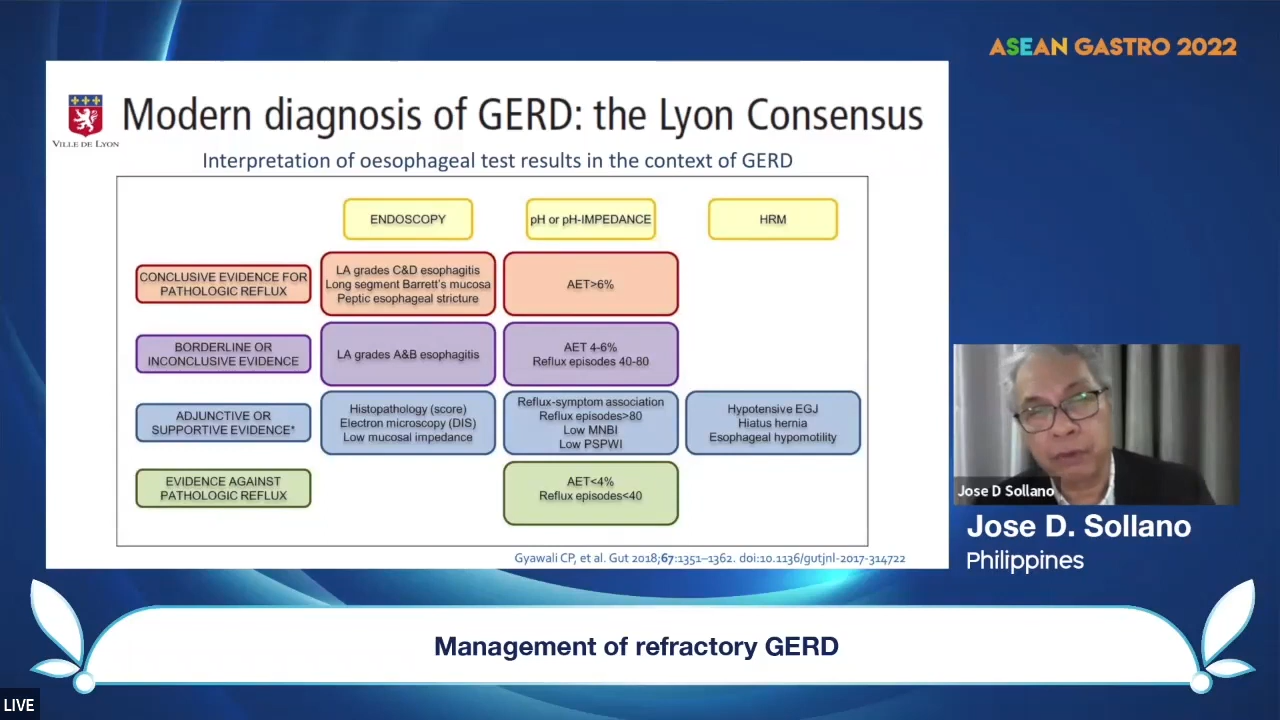 ASEAN GASTRO 2022
VILLE DE LYON
Modern diagnosis of GERD: the Lyon Consensus
Interpretation of oesophageal test results in the context of GERD
ENDOSCOPY
pH or pH-IMPEDANCE
HRM
CONCLUSIVE EVIDENCE FOR
PATHOLOGIC REFLUX
LA grades C&D esophagitis
Long segment Barrett's mucosa
Peptic esophageal stricture
AET>6%
BORDERLINE OR
INCONCLUSIVE EVIDENCE
LA grades A&B esophagitis
AET 4-6%
Reflux episodes 40-80
ADJUNCTIVE OR
SUPPORTIVE EVIDENCE*
Histopathology (score)
Electron microscopy (DIS)
Low mucosal impedance
Reflux-symptom association
Reflux episodes>80
Low MNBI
Low PSPWI
Hypotensive EGJ
Hiatus hernia
Esophageal hypomotility
EVIDENCE AGAINST
PATHOLOGIC REFLUX
AET<4%
Reflux episodes<40
Gyawali CP, et al. Gut 2018;67:1351–1362. doi:10.1136/gutjnl-2017-314722
Jose D Sollano
Jose D. Sollano
Philippines
Management of refractory GERD
LIVE